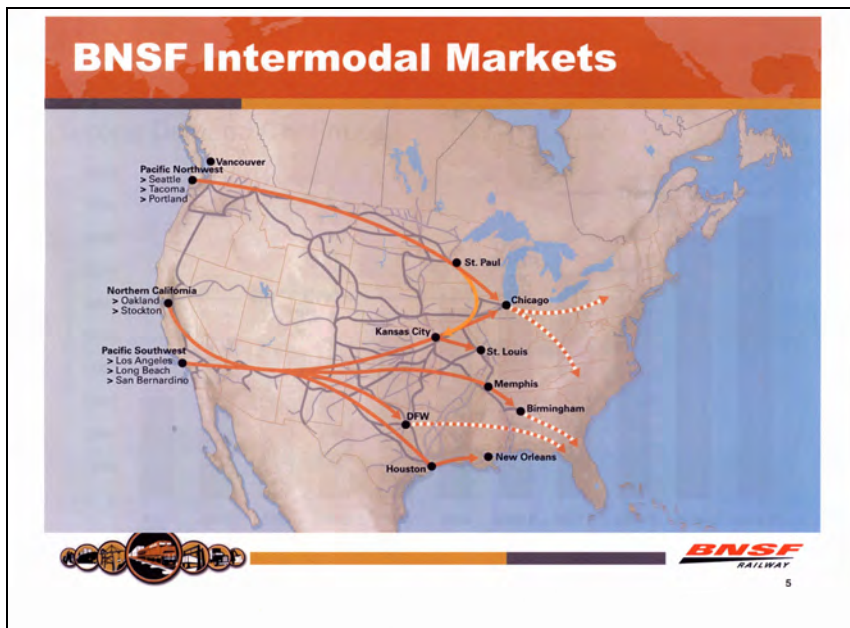 BNSF Intermodal Markets
Vancouver
Pacific Northwest
> Seattle
> Tacoma
> Portland
St. Paul
Northern California
> Oakland
> Stockton
Chicago
Kansas City
St. Louis
Pacific Southwest
> Los Angeles
> Long Beach
> San Bernardino
Memphis
Birmingham
DFW
New Orleans
Houston
BNSF
RAILWAY
5